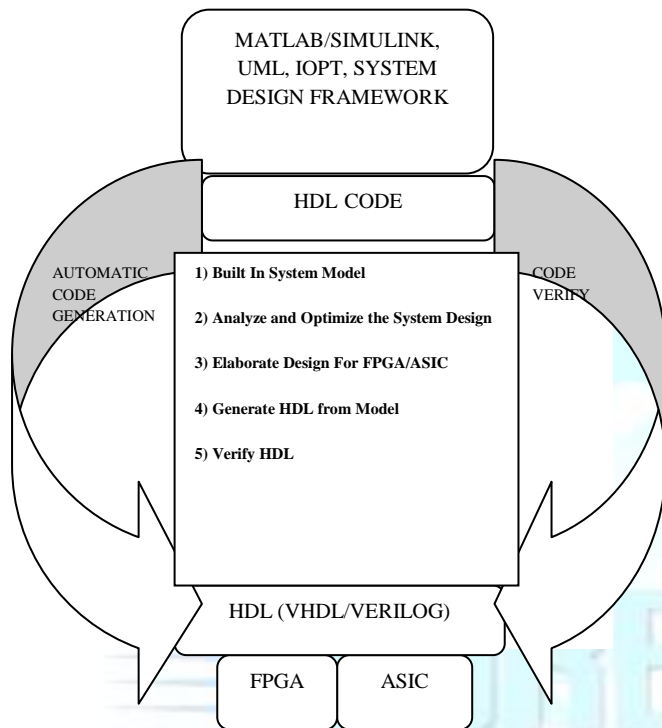 MATLAB/SIMULINK,
UML, IOPT, SYSTEM
DESIGN FRAMEWORK
HDL CODE
AUTOMATIC
CODE
GENERATION
1) Built In System Model
2) Analyze and Optimize the System Design
3) Elaborate Design For FPGA/ASIC
4) Generate HDL from Model
5) Verify HDL
CODE
VERIFY
HDL (VHDL/VERILOG)
FPGA
ASIC